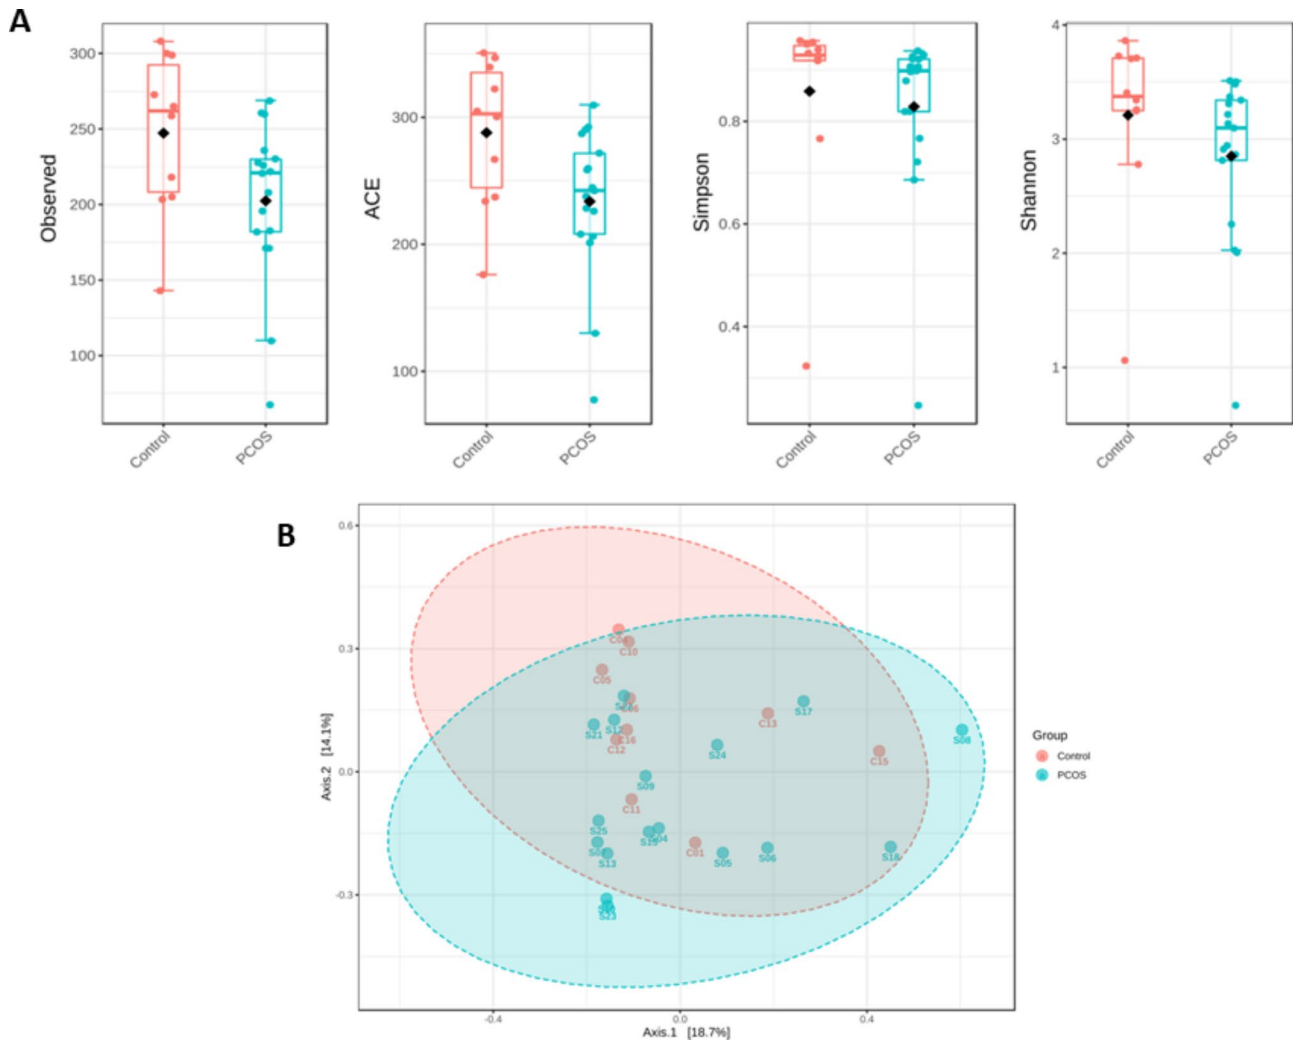 A
Observed
300
250
200
150
100
Control
PCOS
ACE
300
200
100
Control
PCOS
Simpson
0.8
0.6
0.4
Control
PCOS
Shannon
4
3
2
1
Control
PCOS
B
Axis.2 [14.1%]
0.6
0.3
0.0
-0.3
C10
C05
S21
C16
C12
C13
S17
S24
C15
S08
S09
C11
S25
S13
C01
S05
S06
S18
S23
-0.4
0.0
0.4
Axis.1 [18.7%]
Group
Control
PCOS